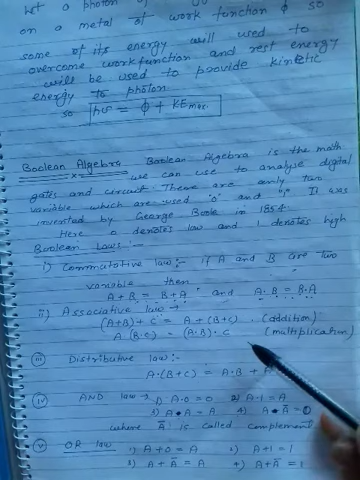 Let a photon of
on a metal of work function ϕ so
some of its energy will used to
overcome workfunction and rest energy
will be used to provide kinetic
energy to photon
so hυ = ϕ + KEmax.
Boolean Algebra Boolean Algebra is the math
we can use to analyse digital
gates and circuit. There are only two
variable which are used '0' and "1". It was
invented by George Boole in 1854.
Here 0 denotes low and 1 denotes high
Boolean Laws :-
i) Commutative law:- if A and B are two
variable then
A + B = B + A and A.B = B.A
ii) Associative law →
(A+B) + C = A + (B+C) . (addition)
A (B.C) = (A.B).C (multiplication)
iii) Distributive law:-
A.(B+C) = A.B + A
iv) AND law → 1) A.0 = 0 2) A.1 = A
3) A.A = A 4) A.Ā = 0
where Ā is called complement
v) OR law 1) A+0 = A 2) A+1 = 1
3) A + Ā = A 4) A+Ā = 1